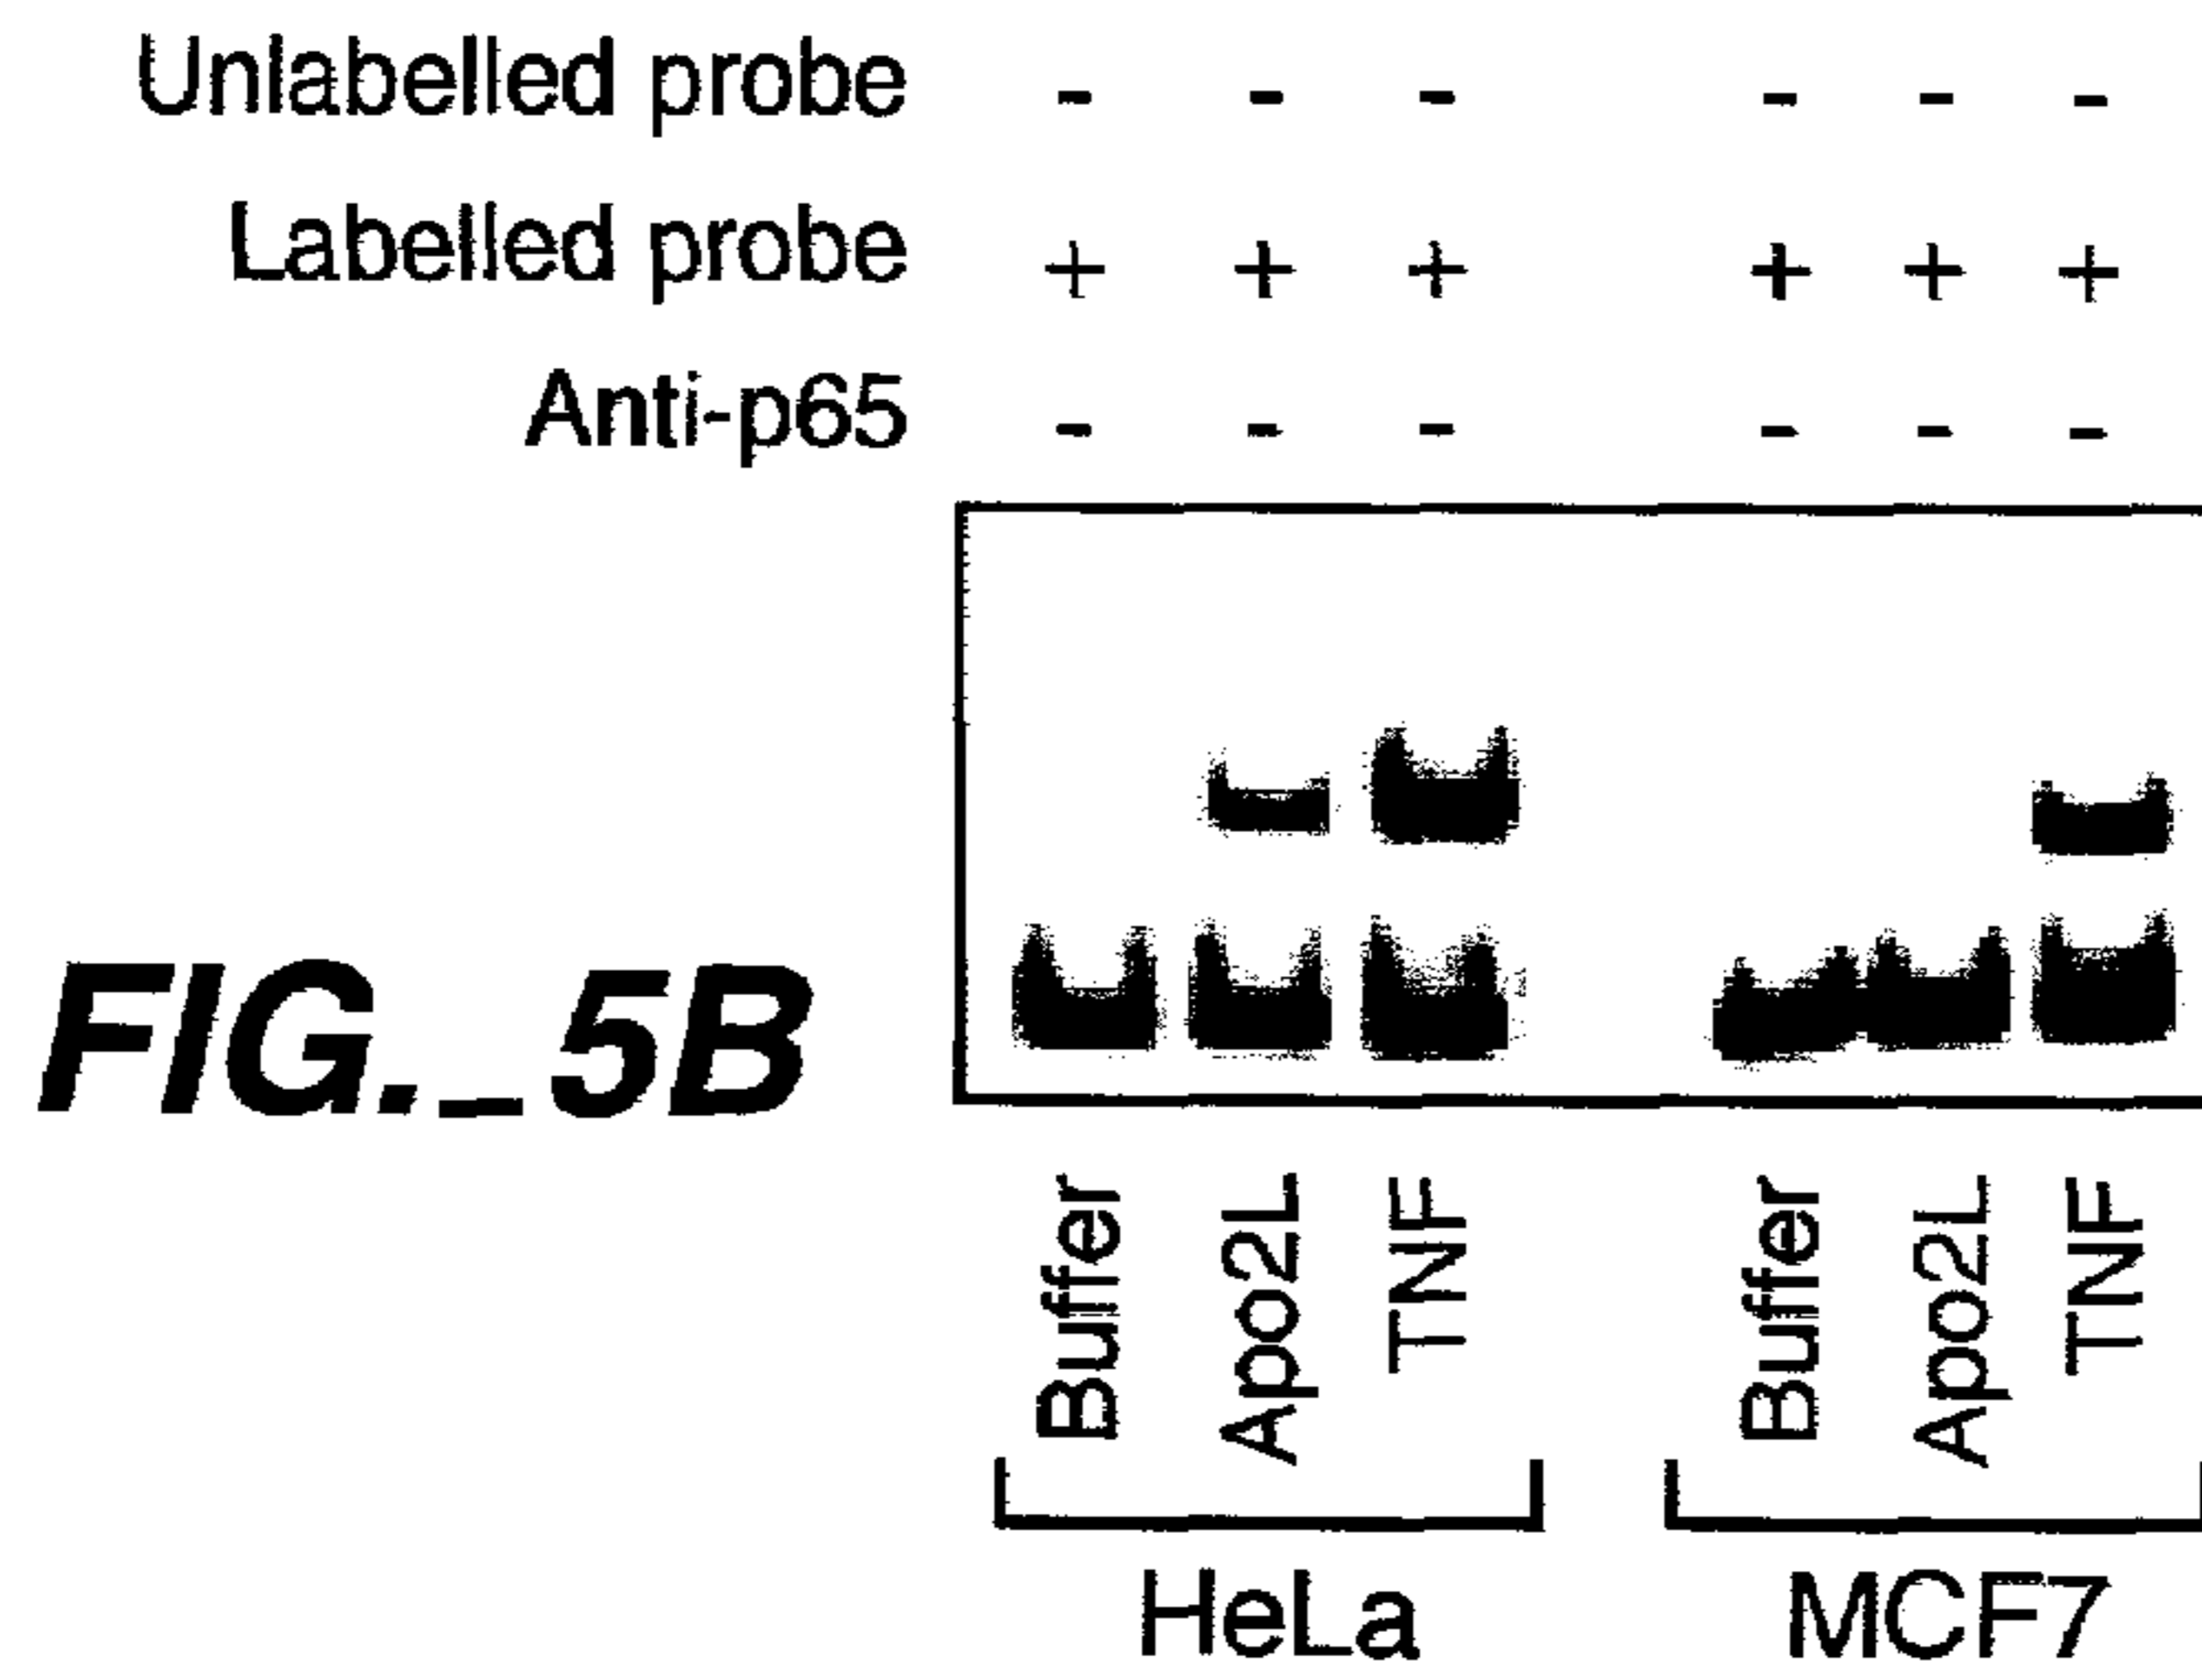 Unlabelled probe - - - - - -
Labelled probe + + + + + +
Anti-p65 - - - - - -
FIG._5B
Buffer Apo2L TNF Buffer Apo2L TNF
HeLa MCF7